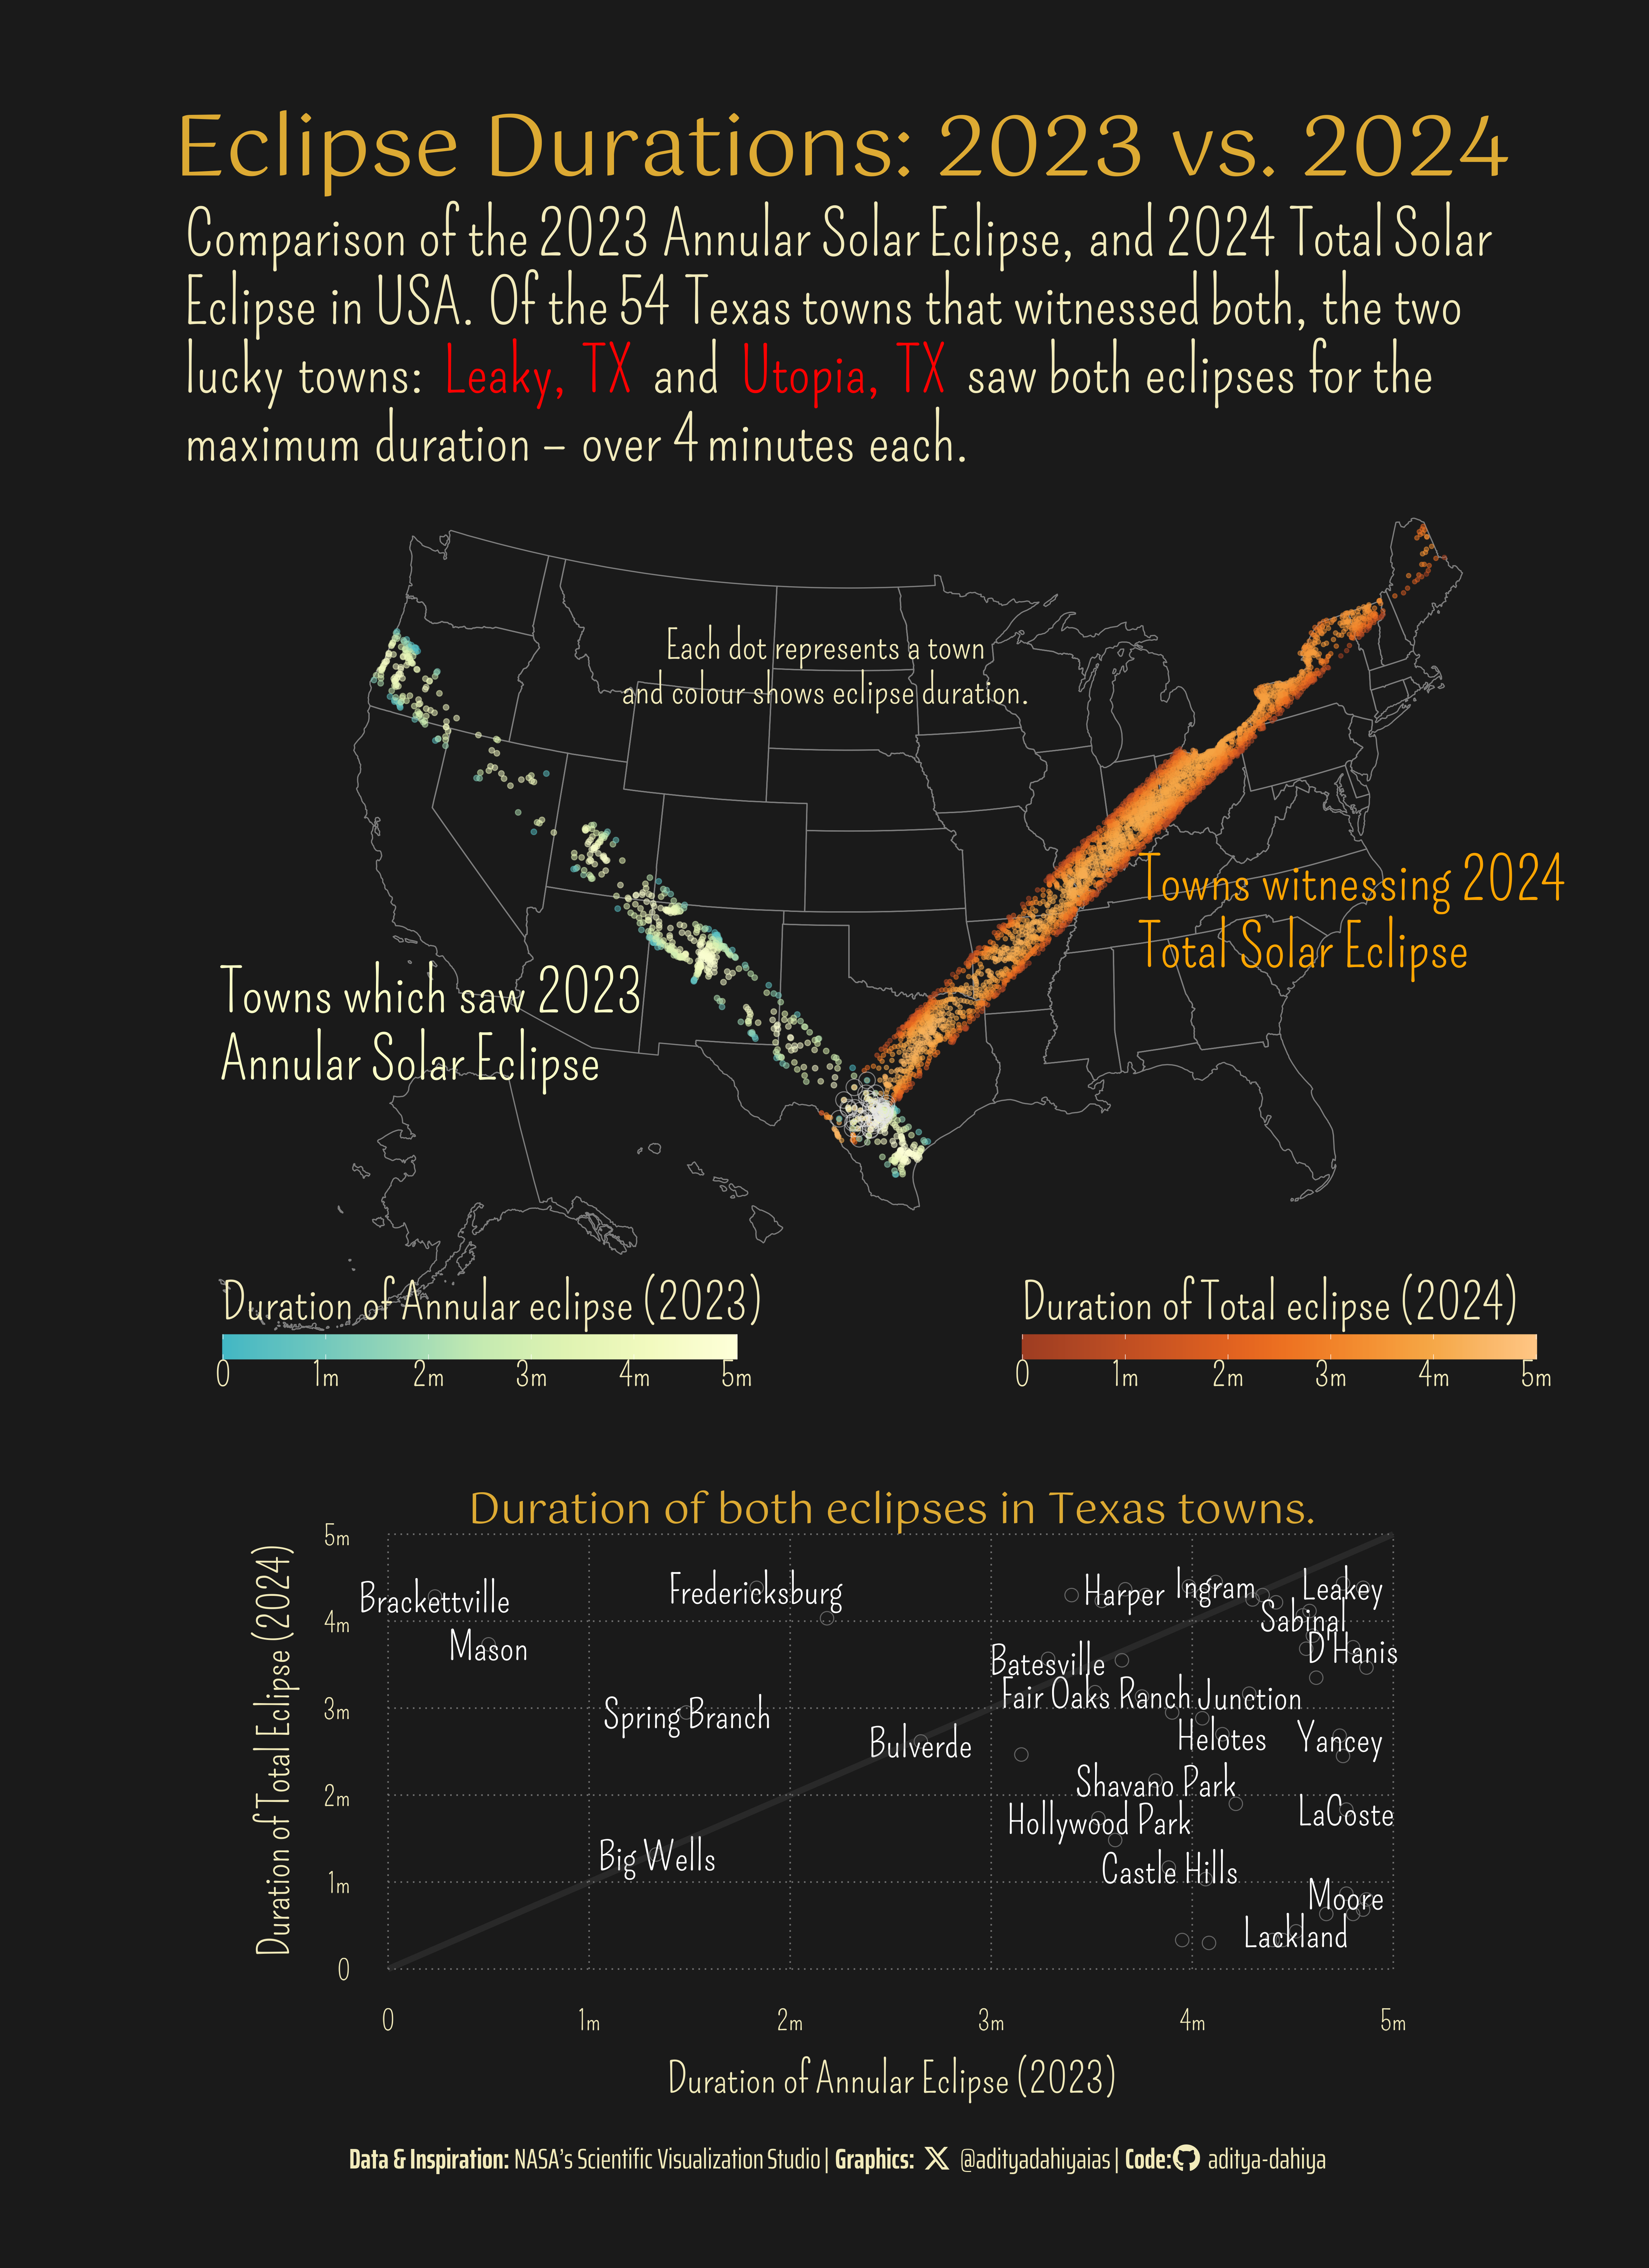 Eclipse Durations: 2023 vs. 2024
Comparison of the 2023 Annular Solar Eclipse, and 2024 Total Solar
Eclipse in USA. Of the 54 Texas towns that witnessed both, the two
lucky towns: Leaky, TX and Utopia, TX saw both eclipses for the
maximum duration – over 4 minutes each.
Each dot represents a town
and colour shows eclipse duration.
Towns witnessing 2024
Total Solar Eclipse
Towns which saw 2023
Annular Solar Eclipse
Duration of Annular eclipse (2023)
0 1m 2m 3m 4m 5m
Duration of Total eclipse (2024)
0 1m 2m 3m 4m 5m
Duration of both eclipses in Texas towns.
Duration of Total Eclipse (2024)
5m
4m
3m
2m
1m
0
Brackettville
Fredericksburg
Harper
Ingram
Leakey
Sabinal
Mason
D'Hanis
Batesville
Fair Oaks Ranch
Junction
Spring Branch
Bulverde
Helotes
Yancey
Shavano Park
Hollywood Park
LaCoste
Big Wells
Castle Hills
Moore
Lackland
0 1m 2m 3m 4m 5m
Duration of Annular Eclipse (2023)
Data & Inspiration: NASA's Scientific Visualization Studio | Graphics: @adityadahiyaias | Code: aditya-dahiya